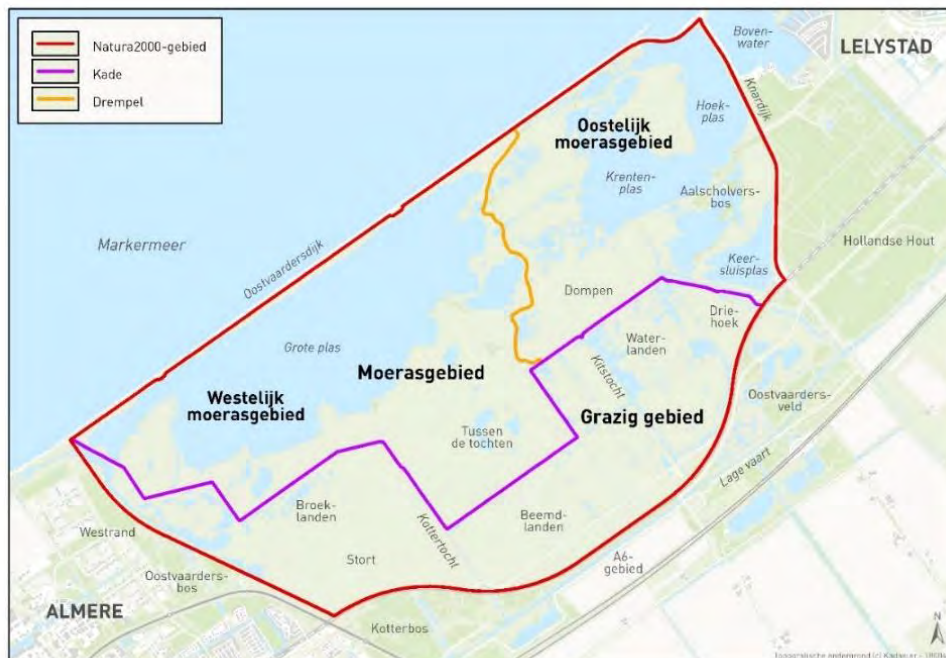 Natura2000-gebied
Kade
Drempel
Boven-
water
LELYSTAD
Knardijk
Hoek-
plas
Oostelijk
moerasgebied
Krenten-
plas
Aalscholvers-
bos
Markermeer
Oostvaardersdijk
Hollandse Hout
Keer-
sluisplas
Dompen
Drie-
hoek
Water-
landen
Grote plas
Moerasgebied
Kitstocht
Westelijk
moerasgebied
Grazig gebied
Oostvaarders-
veld
Tussen
de tochten
Lage vaart
Broek-
landen
Beemd-
landen
Westrand
Kottertocht
Stort
A6-
gebied
Oostvaarders-
bos
ALMERE
Kotterbos
N